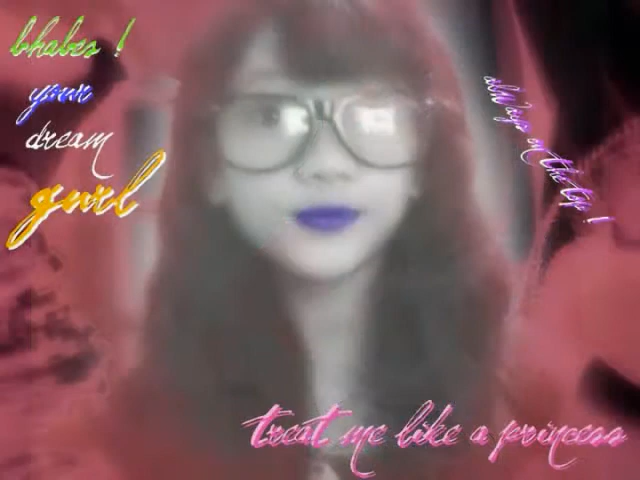 bhabes !
your
dream
gurl
always on the top !
treat me like a princess